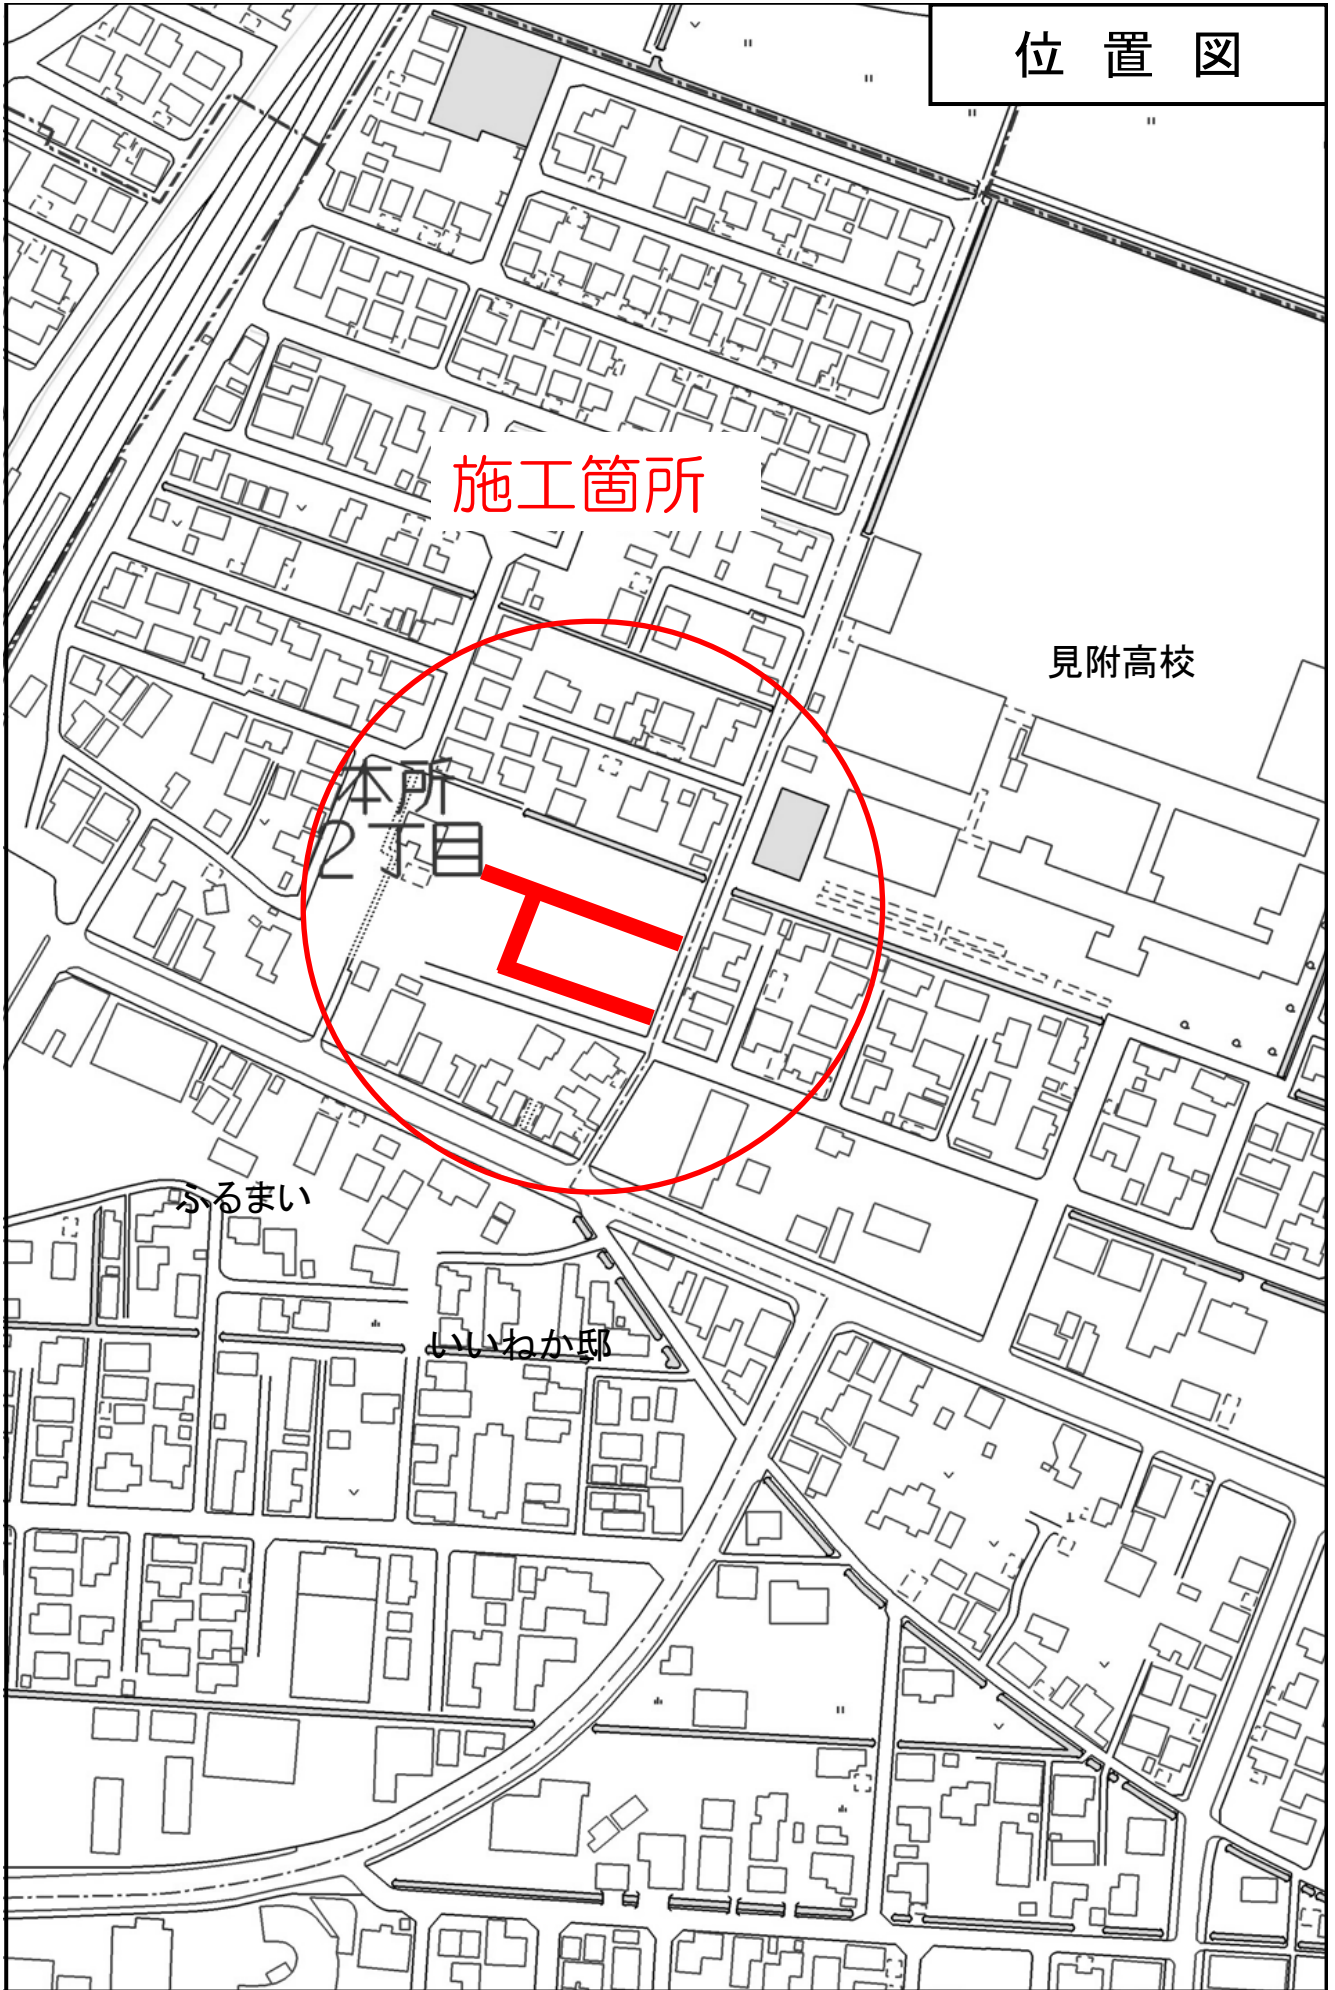 位置図
施工箇所
見附高校
本所
2丁目
ふるまい
いいねか邸